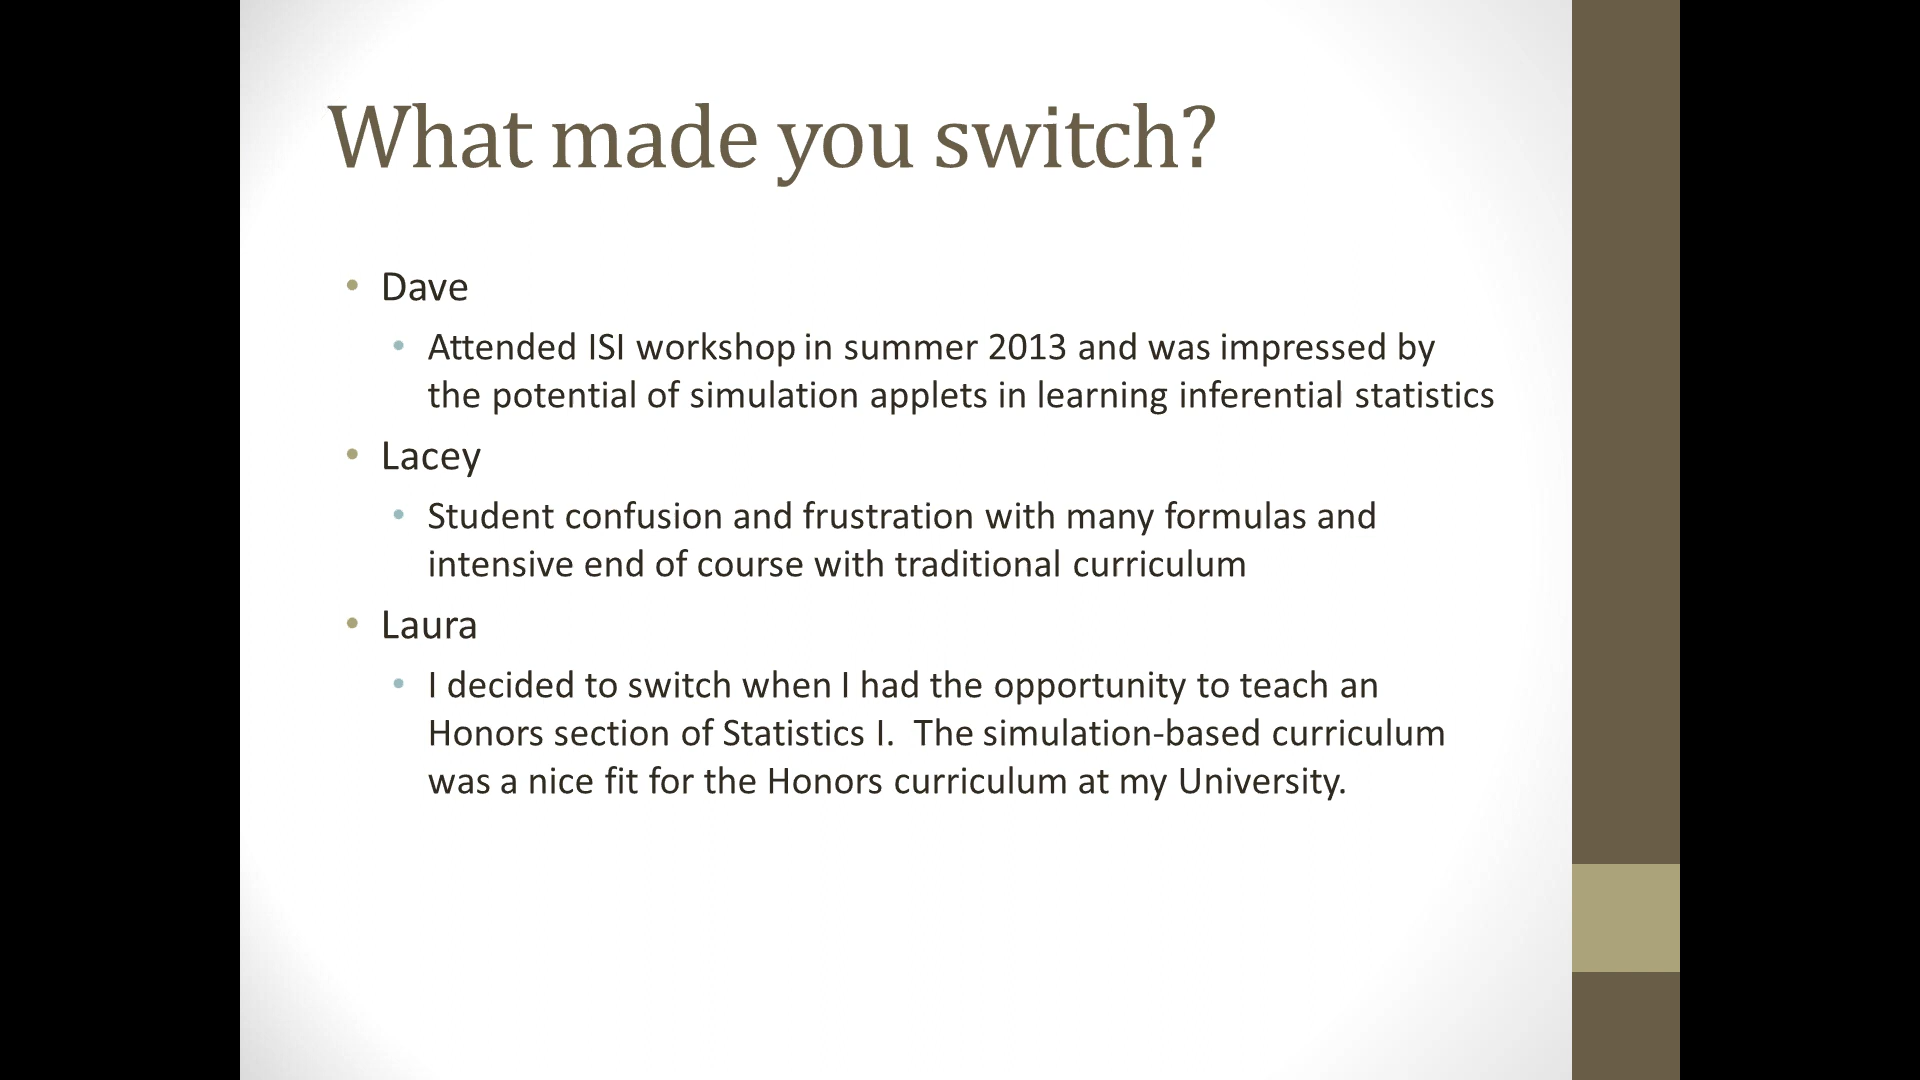 What made you switch?
• Dave
• Attended ISI workshop in summer 2013 and was impressed by
the potential of simulation applets in learning inferential statistics
• Lacey
• Student confusion and frustration with many formulas and
intensive end of course with traditional curriculum
• Laura
• I decided to switch when I had the opportunity to teach an
Honors section of Statistics I.  The simulation-based curriculum
was a nice fit for the Honors curriculum at my University.